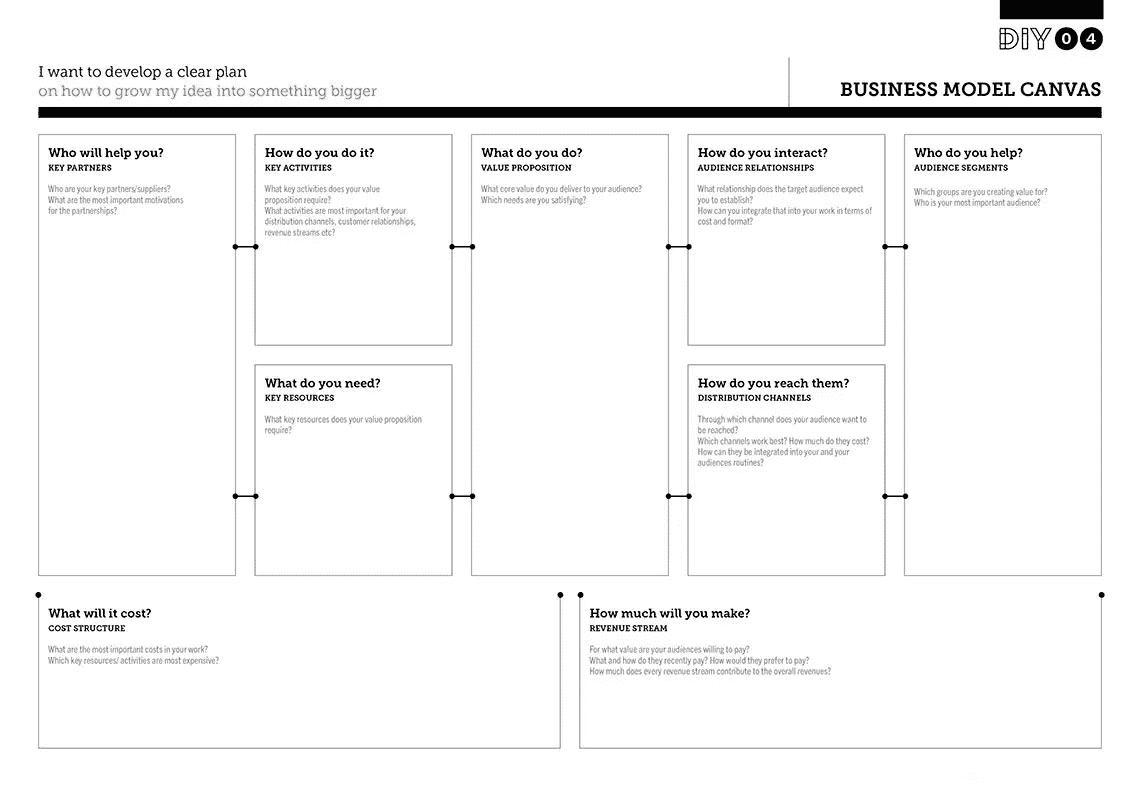 DIY 04
I want to develop a clear plan
on how to grow my idea into something bigger
BUSINESS MODEL CANVAS
Who will help you?
KEY PARTNERS
Who are your key partners/suppliers?
What are the most important motivations
for the partnerships?
How do you do it?
KEY ACTIVITIES
What key activities does your value
proposition require?
What activities are most important for your
distribution channels, customer relationships,
revenue streams etc?
What do you need?
KEY RESOURCES
What key resources does your value proposition
require?
What do you do?
VALUE PROPOSITION
What core value do you deliver to your audience?
Which needs are you satisfying?
How do you interact?
AUDIENCE RELATIONSHIPS
What relationship does the target audience expect
you to establish?
How can you integrate that into your work in terms of
cost and format?
How do you reach them?
DISTRIBUTION CHANNELS
Through which channel does your audience want to
be reached?
Which channels work best? How much do they cost?
How can they be integrated into your and your
audiences routines?
Who do you help?
AUDIENCE SEGMENTS
Which groups are you creating value for?
Who is your most important audience?
What will it cost?
COST STRUCTURE
What are the most important costs in your work?
Which key resources/ activities are most expensive?
How much will you make?
REVENUE STREAM
For what value are your audiences willing to pay?
What and how do they recently pay? How would they prefer to pay?
How much does every revenue stream contribute to the overall revenues?